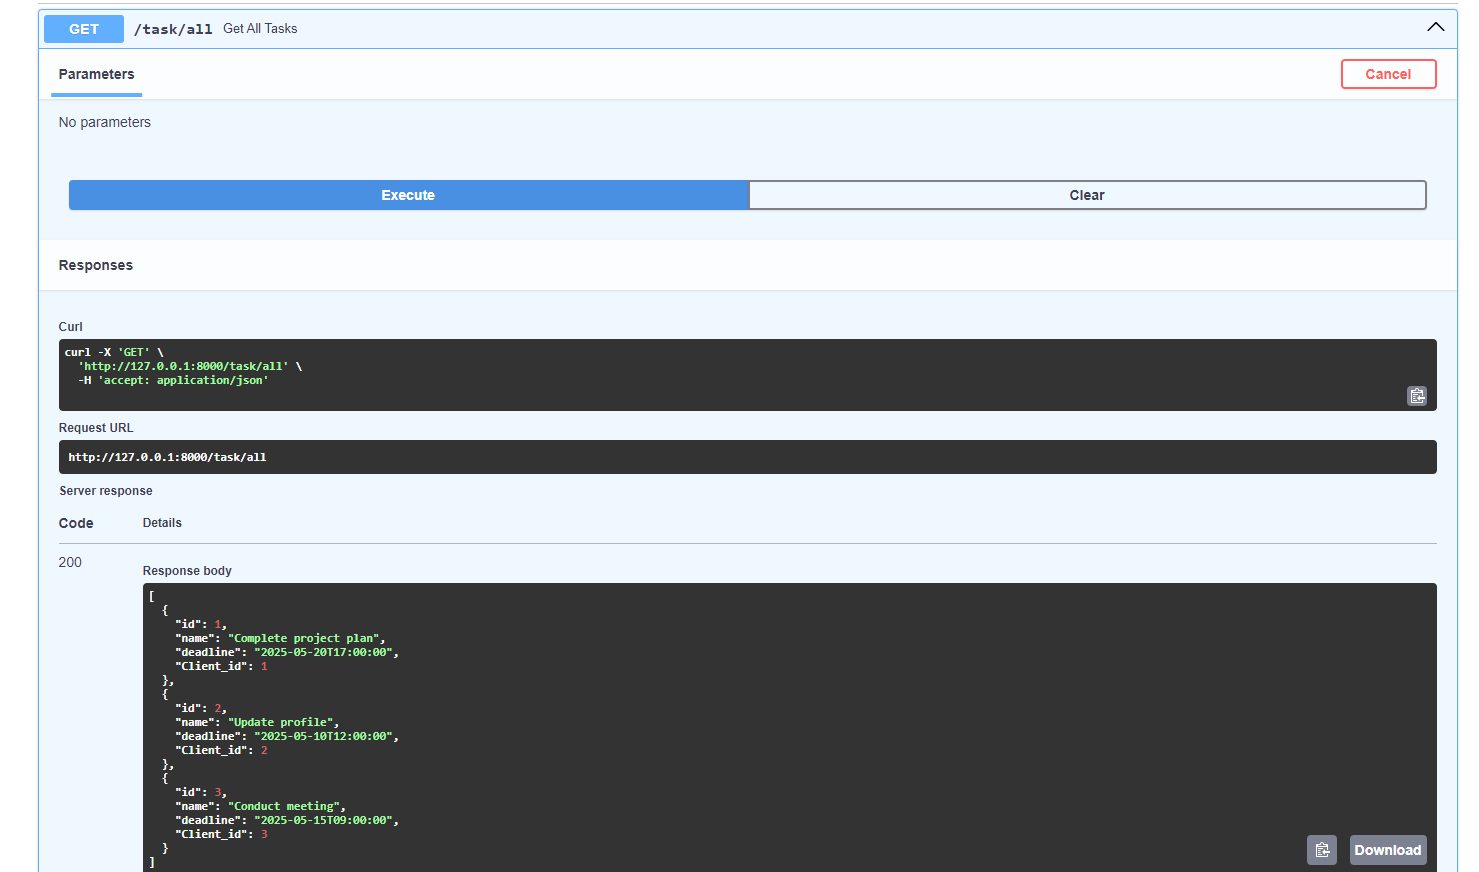 GET /task/all Get All Tasks
Parameters
Cancel
No parameters
Execute
Clear
Responses
Curl
curl -X 'GET' \
  'http://127.0.0.1:8000/task/all' \
  -H 'accept: application/json'
Request URL
http://127.0.0.1:8000/task/all
Server response
Code Details
200
Response body
[
  {
    "id": 1,
    "name": "Complete project plan",
    "deadline": "2025-05-20T17:00:00",
    "Client_id": 1
  },
  {
    "id": 2,
    "name": "Update profile",
    "deadline": "2025-05-10T12:00:00",
    "Client_id": 2
  },
  {
    "id": 3,
    "name": "Conduct meeting",
    "deadline": "2025-05-15T09:00:00",
    "Client_id": 3
  }
]
Download